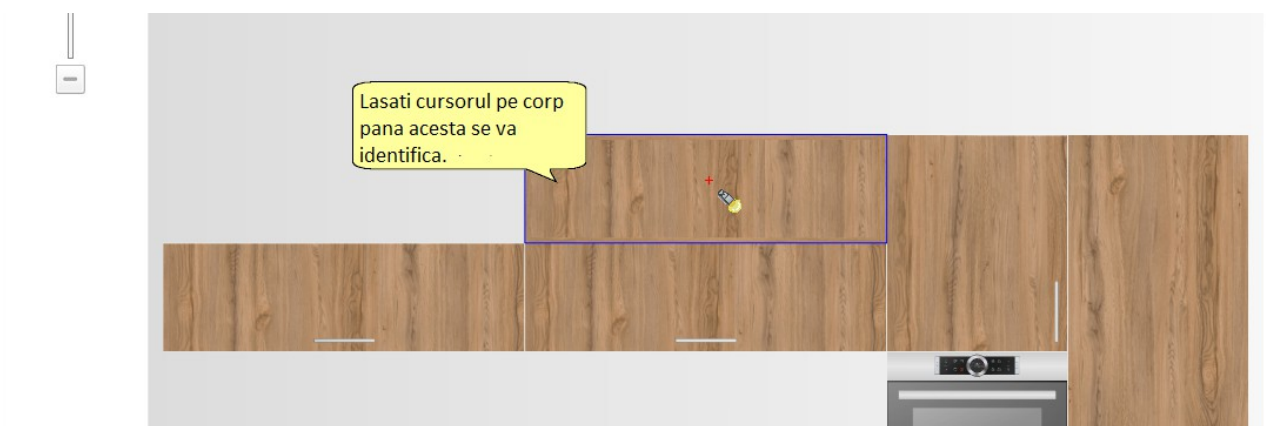 Lasati cursorul pe corp
pana acesta se va
identifica.